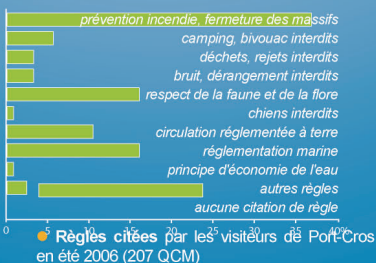 prévention incendie, fermeture des massifs
camping, bivouac interdits
déchets, rejets interdits
bruit, dérangement interdits
respect de la faune et de la flore
chiens interdits
circulation réglementée à terre
réglementation marine
principe d'économie de l'eau
autres règles
aucune citation de règle
0 5 10 15 20 25 30 35 40%
Règles citées par les visiteurs de Port-Cros
en été 2006 (207 QCM)